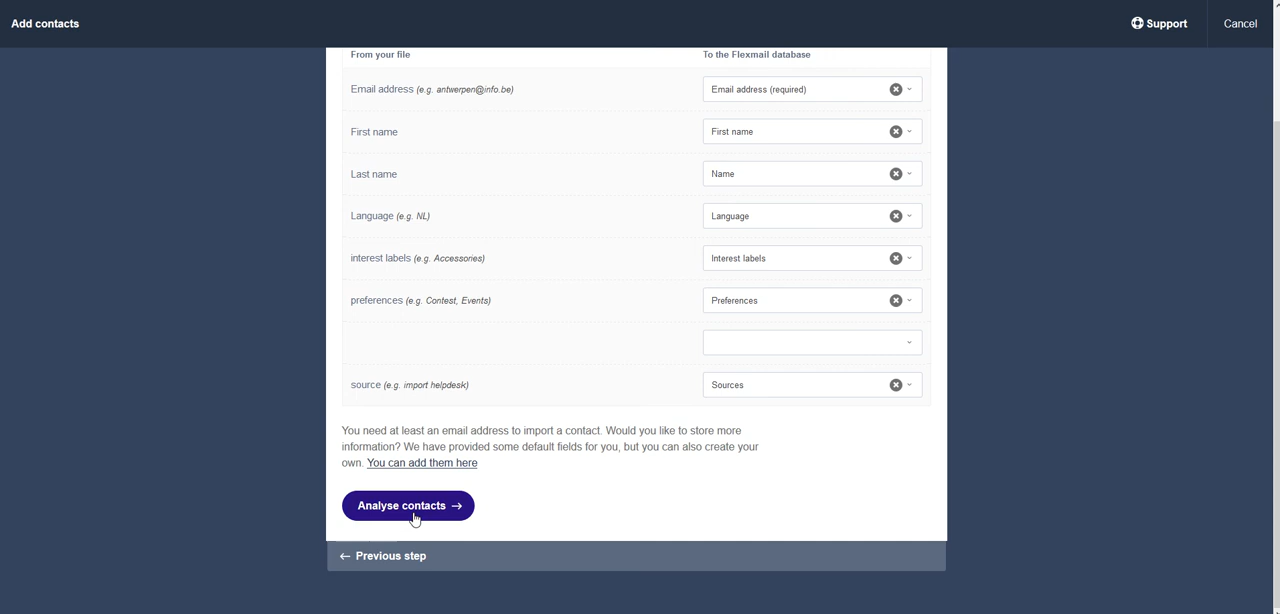 Add contacts
Support
Cancel
From your file
To the Flexmail database
Email address (e.g. antwerpen@info.be)
Email address (required)
First name
First name
Last name
Name
Language (e.g. NL)
Language
interest labels (e.g. Accessories)
Interest labels
preferences (e.g. Contest, Events)
Preferences
source (e.g. import helpdesk)
Sources
You need at least an email address to import a contact. Would you like to store more
information? We have provided some default fields for you, but you can also create your
own. You can add them here
Analyse contacts →
← Previous step